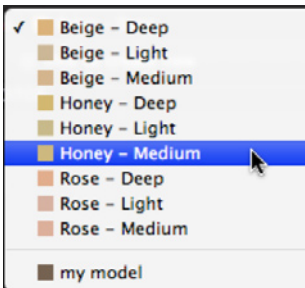 Beige – Deep
Beige – Light
Beige – Medium
Honey – Deep
Honey – Light
Honey – Medium
Rose – Deep
Rose – Light
Rose – Medium
my model